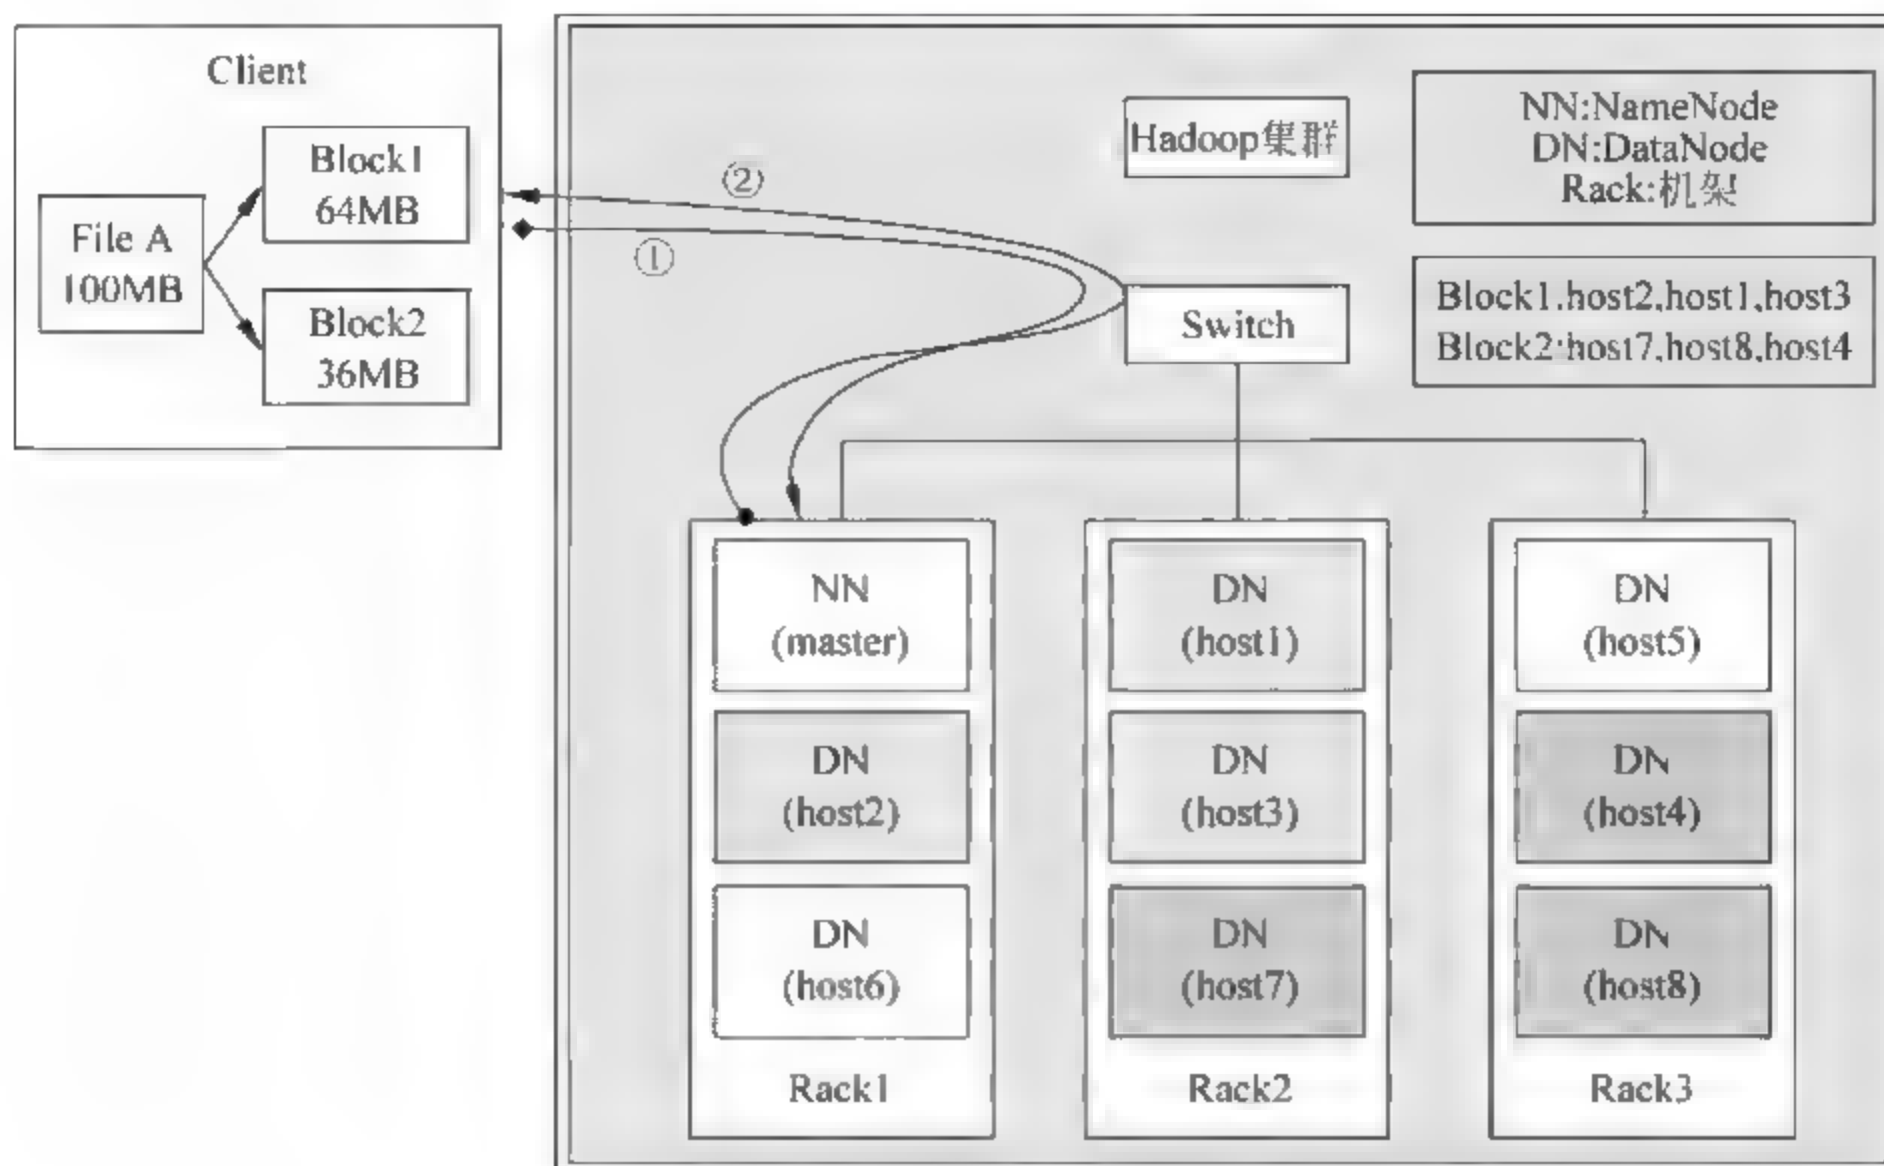 Client
File A
100MB
Block1
64MB
Block2
36MB
②
①
Hadoop集群
NN:NameNode
DN:DataNode
Rack:机架
Switch
Block1.host2,host1,host3
Block2:host7,host8,host4
NN
(master)
DN
(host2)
DN
(host6)
Rack1
DN
(host1)
DN
(host3)
DN
(host7)
Rack2
DN
(host5)
DN
(host4)
DN
(host8)
Rack3